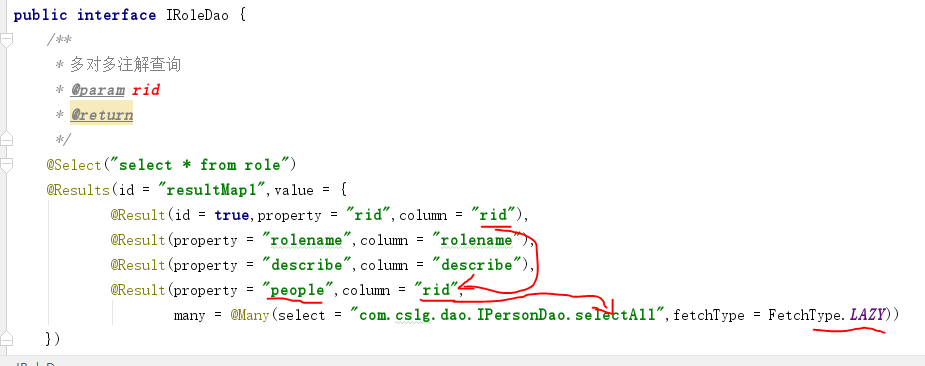 public interface IRoleDao {
/**
* 多对多注解查询
* @param rid
* @return
*/
@Select("select * from role")
@Results(id = "resultMap1",value = {
@Result(id = true,property = "rid",column = "rid"),
@Result(property = "rolename",column = "rolename"),
@Result(property = "describe",column = "describe"),
@Result(property = "people",column = "rid",
many = @Many(select = "com.cslg.dao.IPersonDao.selectAll",fetchType = FetchType.LAZY))
})